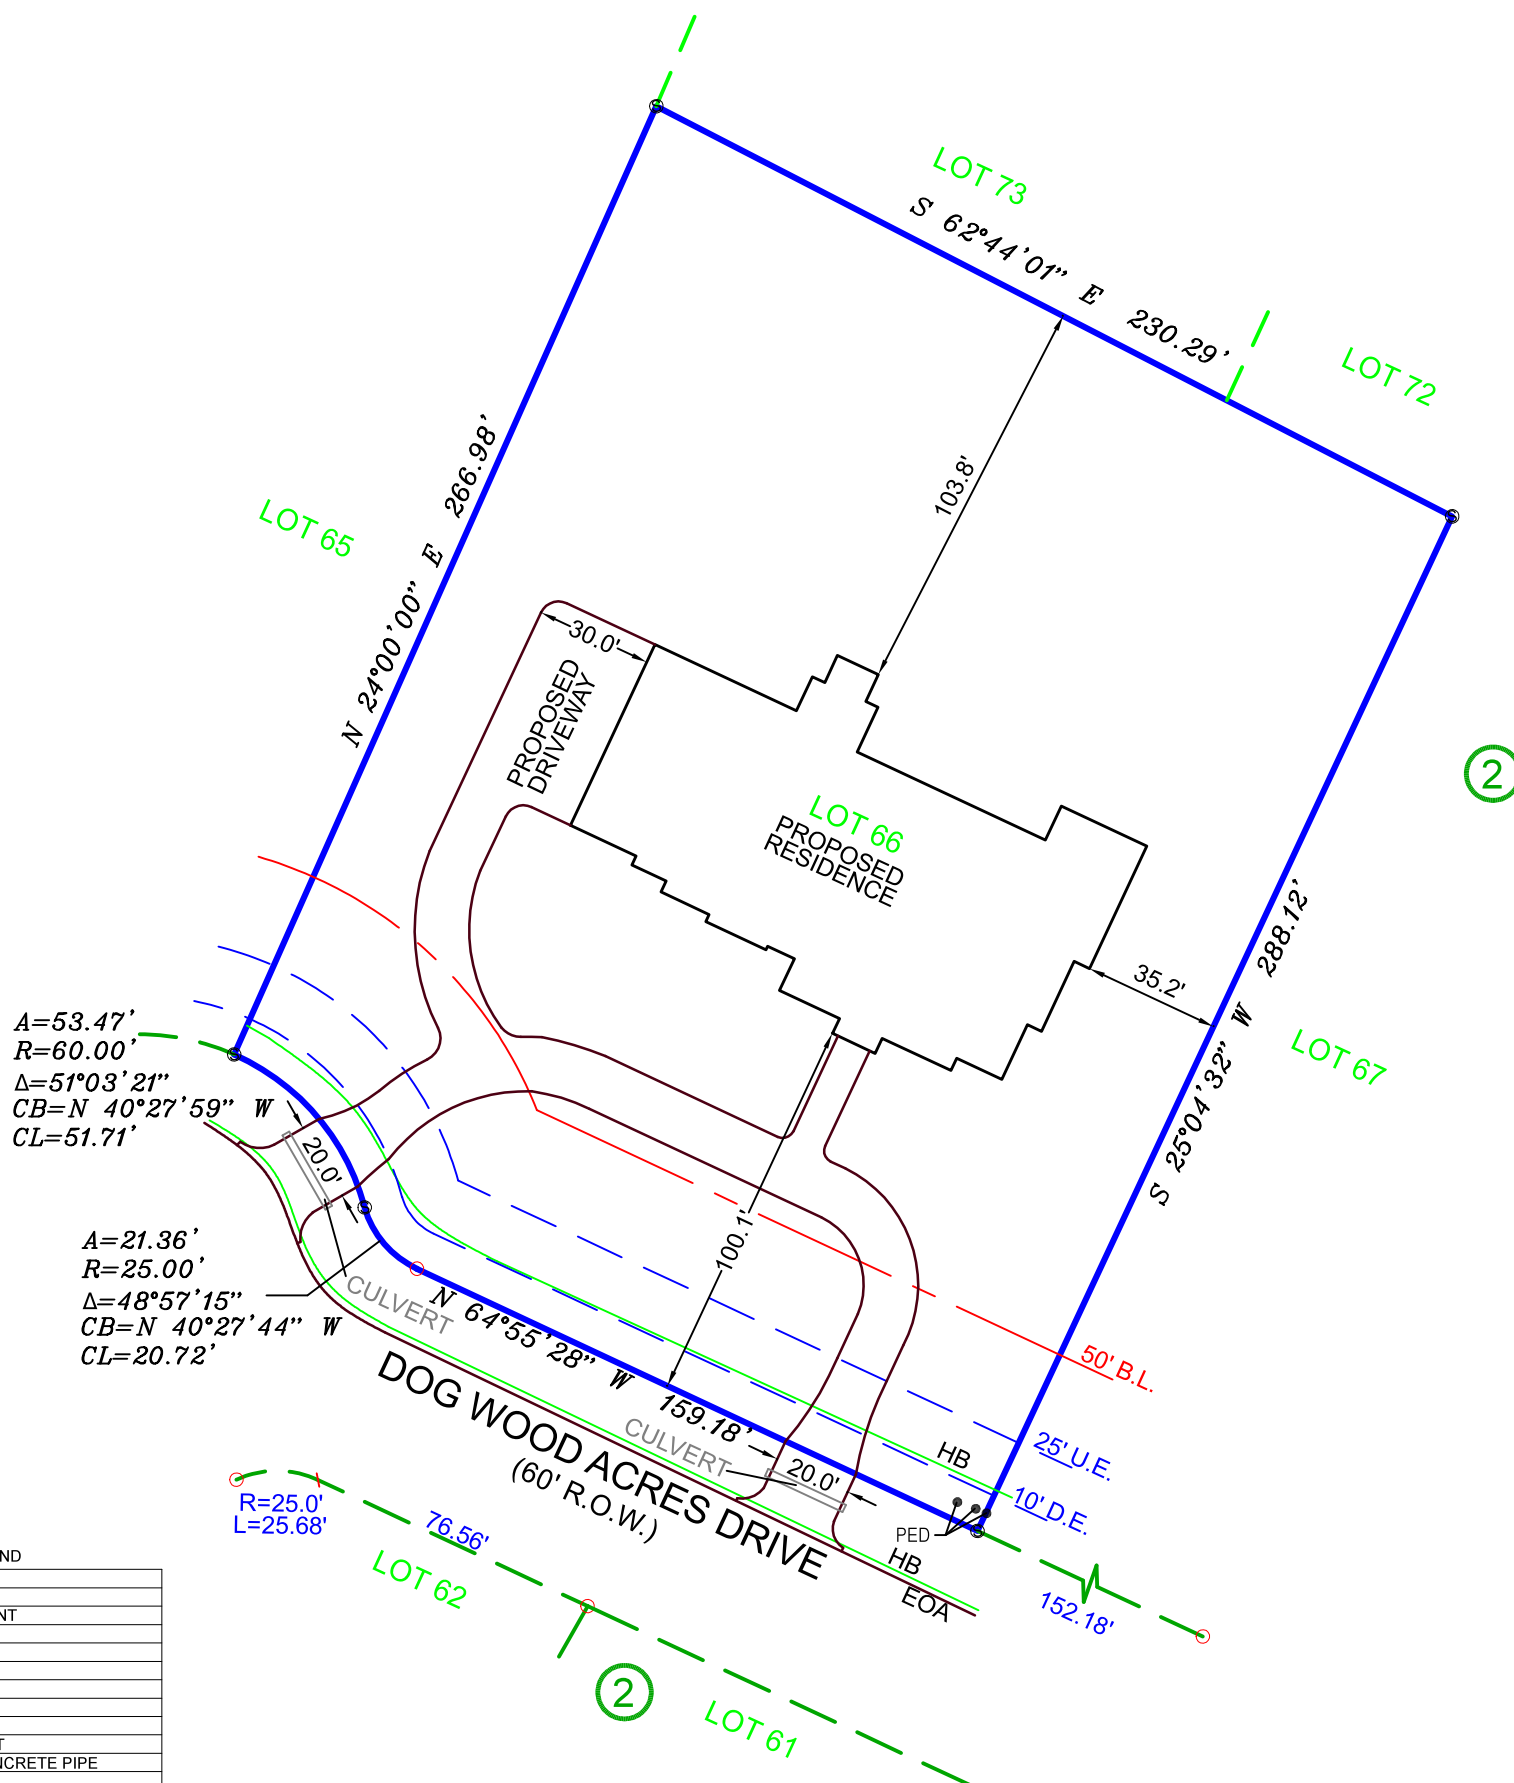 LOT 73
S 62°44'01" E 230.29'
LOT 72
103.8'
N 24°00'00" E 266.98'
LOT 65
30.0'
PROPOSED
DRIVEWAY
LOT 66
PROPOSED
RESIDENCE
2
35.2'
S 25°04'32" W 288.12'
LOT 67
A=53.47'
R=60.00'
Δ=51°03'21"
CB=N 40°27'59" W
CL=51.71'
20.0'
A=21.36'
R=25.00'
Δ=48°57'15"
CB=N 40°27'44" W
CL=20.72'
CULVERT
100.1'
N 64°55'28" W 159.18'
50' B.L.
25' U.E.
10' D.E.
HB
CULVERT
20.0'
PED
DOG WOOD ACRES DRIVE
(60' R.O.W.)
HB
EOA
R=25.0'
L=25.68'
76.56'
LOT 62
152.18'
2
LOT 61
ND
NT
T
NCRETE PIPE